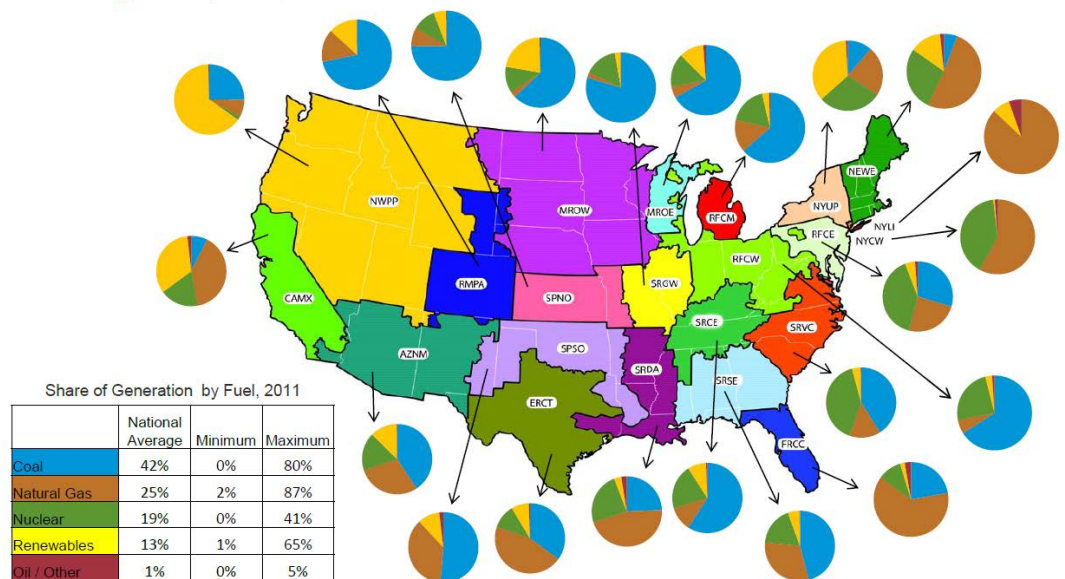 NEWE
NWPP
MROW
MROE
NYUP
RFCM
NYLI
NYCW
RFCE
RFCW
RMPA
SRGW
CAMX
SPNO
SRCE
SRVC
AZNM
SPSO
SRDA
SRSE
ERCT
FRCC
Share of Generation by Fuel, 2011
National Average Minimum Maximum
Coal 42% 0% 80%
Natural Gas 25% 2% 87%
Nuclear 19% 0% 41%
Renewables 13% 1% 65%
Oil / Other 1% 0% 5%